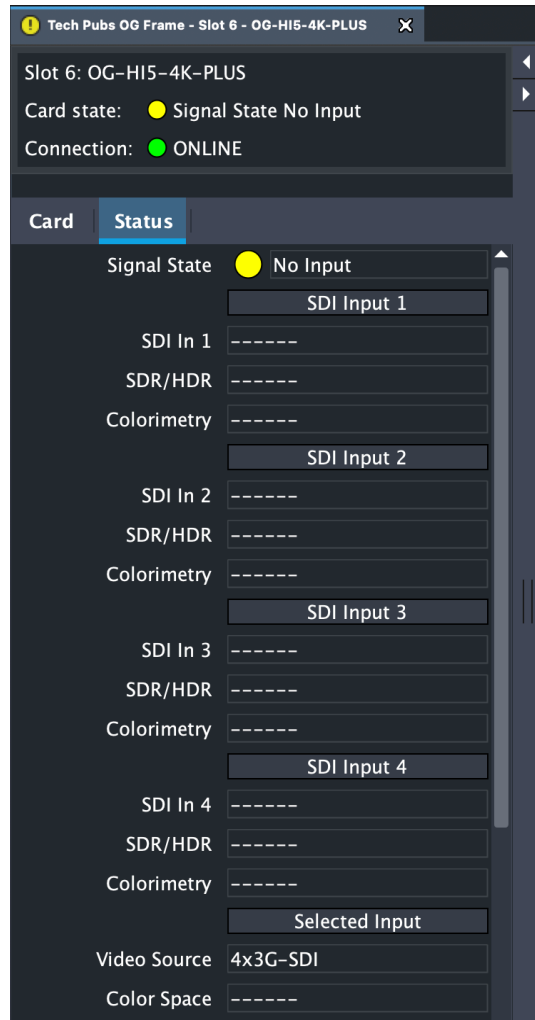 Tech Pubs OG Frame - Slot 6 - OG-HI5-4K-PLUS
Slot 6: OG-HI5-4K-PLUS
Card state: Signal State No Input
Connection: ONLINE
Card Status
Signal State No Input
SDI Input 1
SDI In 1 ------
SDR/HDR ------
Colorimetry ------
SDI Input 2
SDI In 2 ------
SDR/HDR ------
Colorimetry ------
SDI Input 3
SDI In 3 ------
SDR/HDR ------
Colorimetry ------
SDI Input 4
SDI In 4 ------
SDR/HDR ------
Colorimetry ------
Selected Input
Video Source 4x3G-SDI
Color Space ------